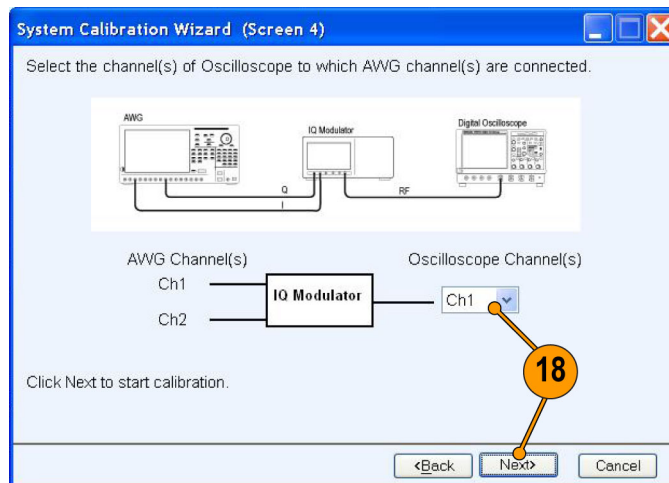 System Calibration Wizard (Screen 4)
Select the channel(s) of Oscilloscope to which AWG channel(s) are connected.
AWG
IQ Modulator
Digital Oscilloscope
Q
I
RF
AWG Channel(s)
Oscilloscope Channel(s)
Ch1
IQ Modulator
Ch1
Ch2
18
Click Next to start calibration.
<Back
Next>
Cancel